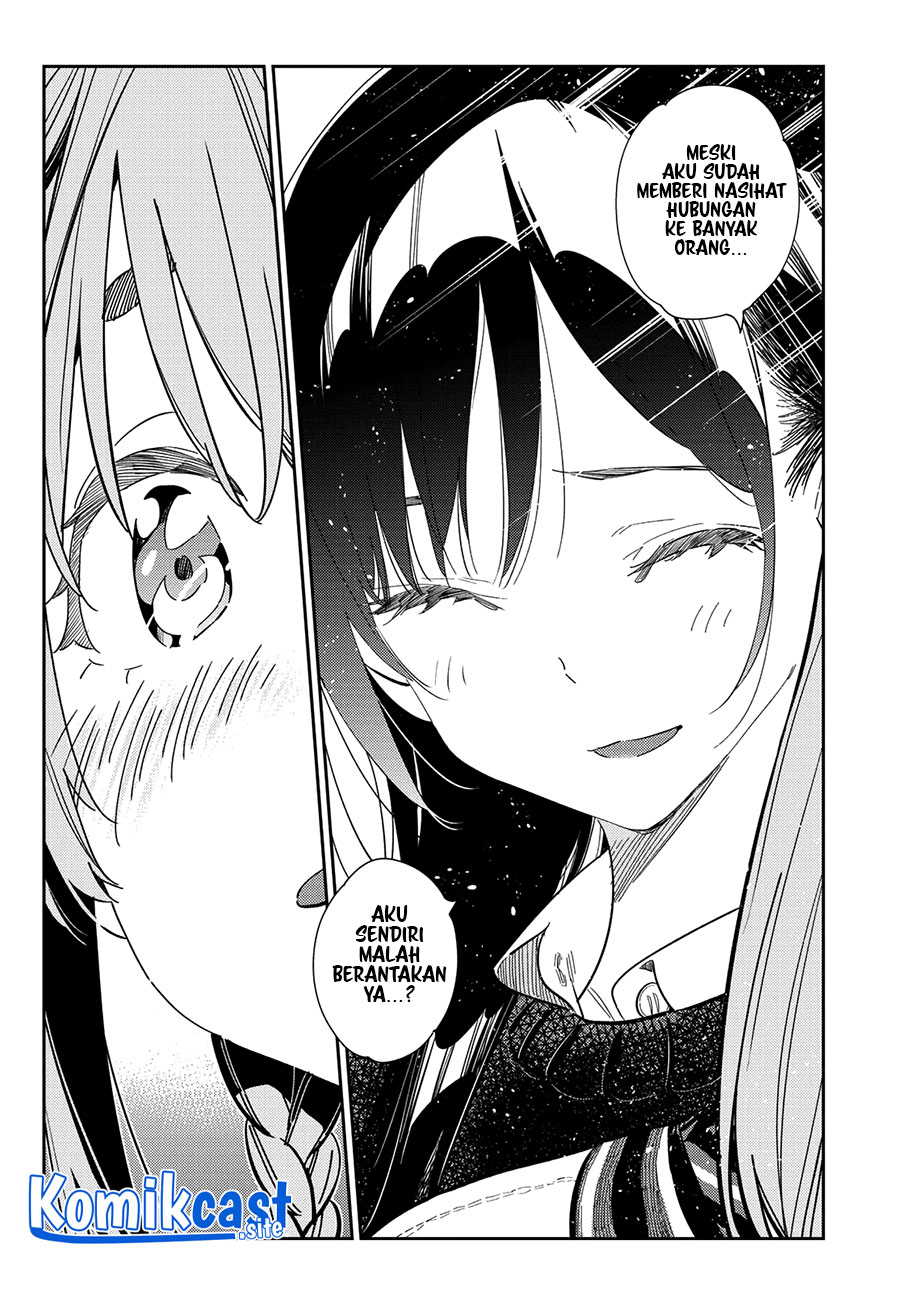 MESKI
AKU SUDAH
MEMBERI NASIHAT
HUBUNGAN
KE BANYAK
ORANG...
AKU
SENDIRI
MALAH
BERANTAKAN
YA...?
Komikcast
.site